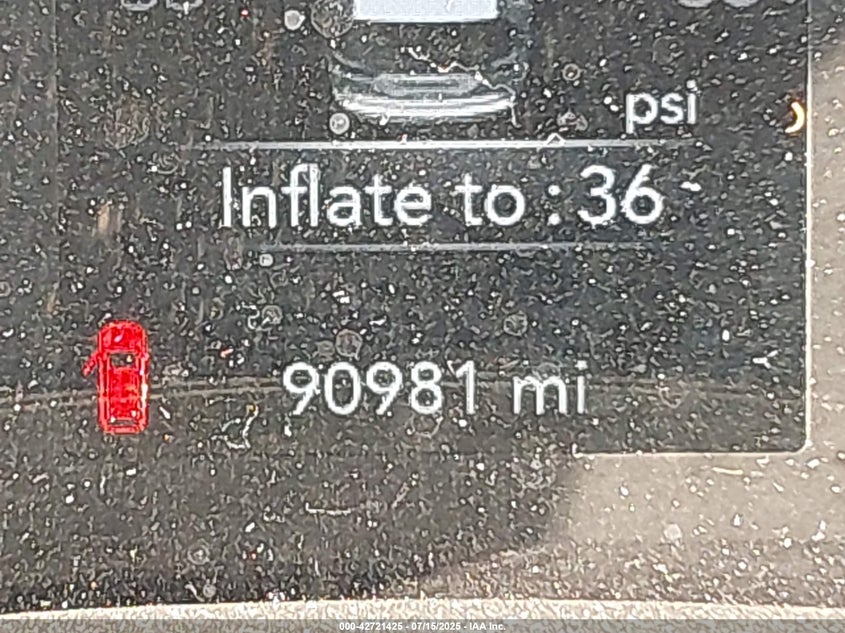 psi
Inflate to : 36
90981 mi
000-42721425 - 07/15/2025 - IAA Inc.